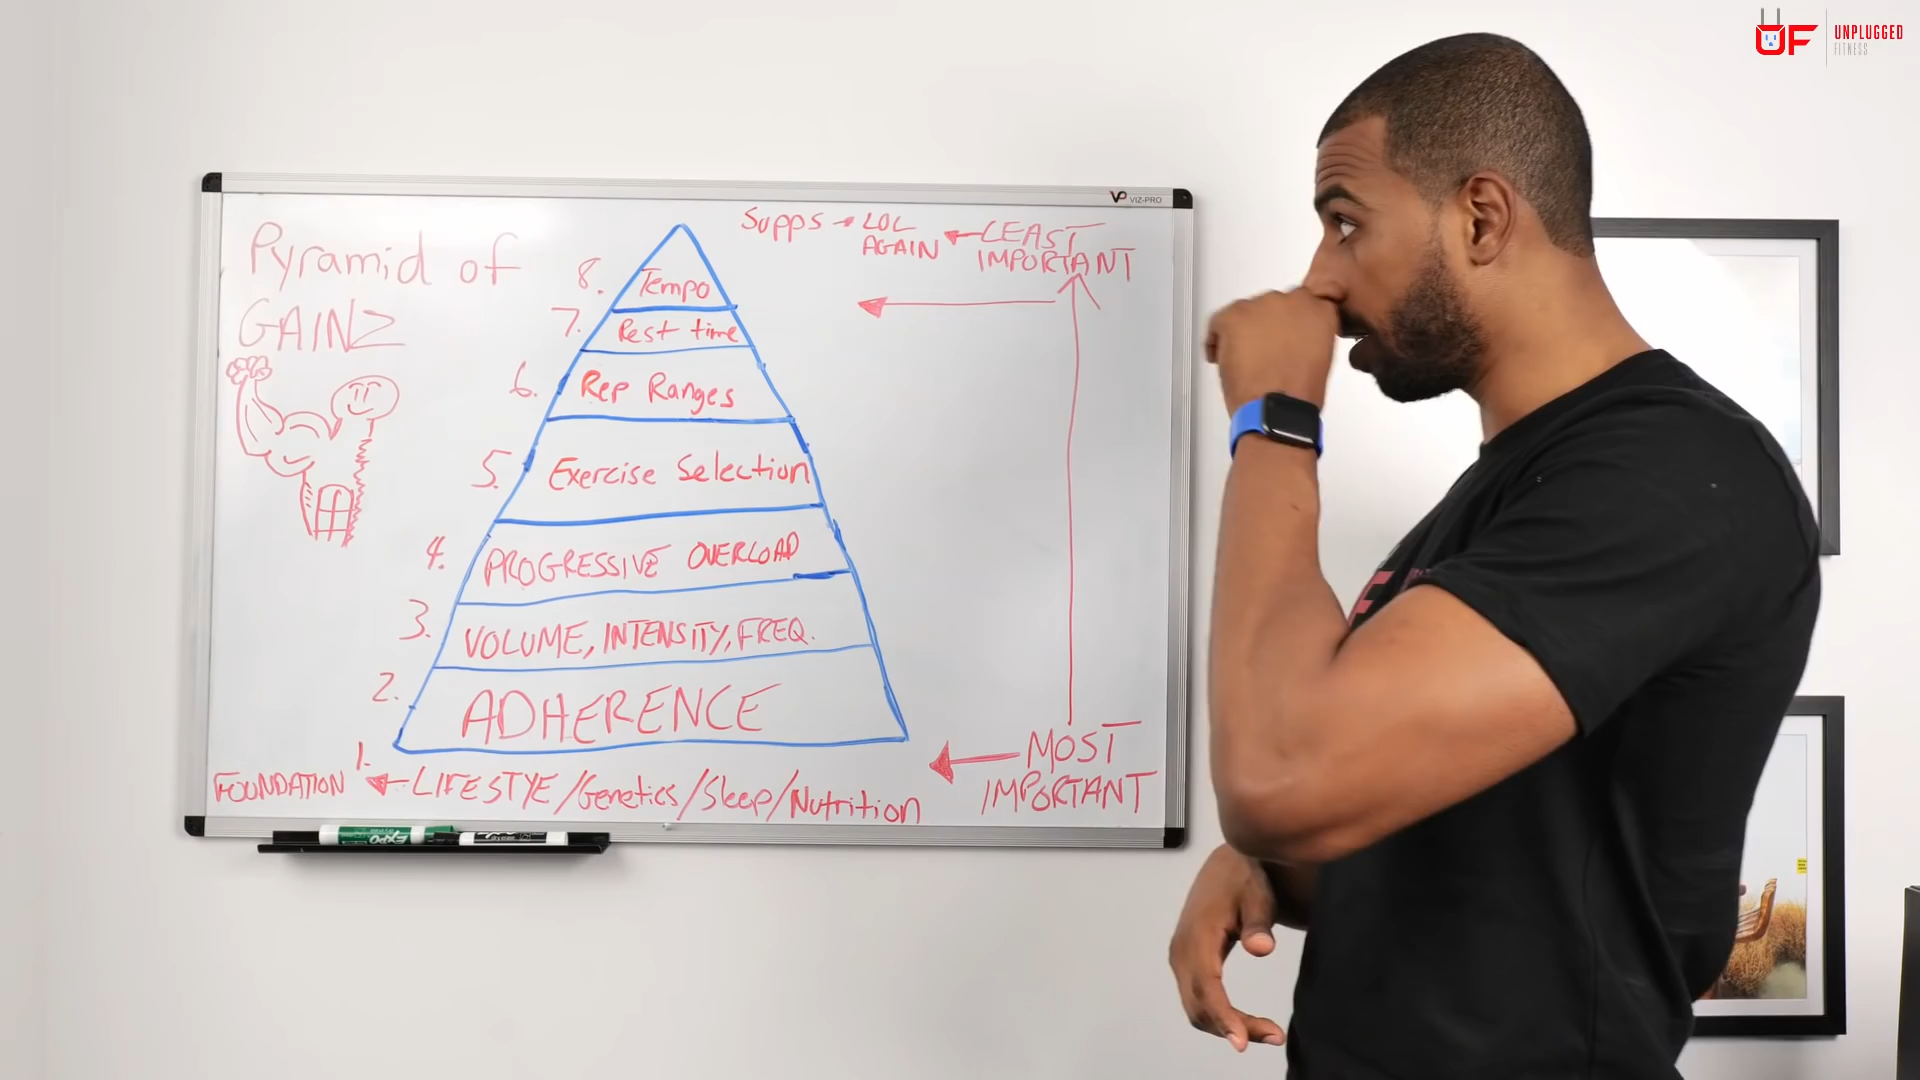 UF UNPLUGGED
FITNESS
VP VIZ-PRO
Pyramid of
GAINZ
Supps → LOL
AGAIN ← LEAST
IMPORTANT
8. Tempo
7. Rest time
6. Rep Ranges
5. Exercise Selection
4. PROGRESSIVE OVERLOAD
3. VOLUME, INTENSITY, FREQ.
2. ADHERENCE
1.
FOUNDATION ← LIFESTYE/Genetics/Sleep/Nutrition
← MOST
IMPORTANT
EXPO